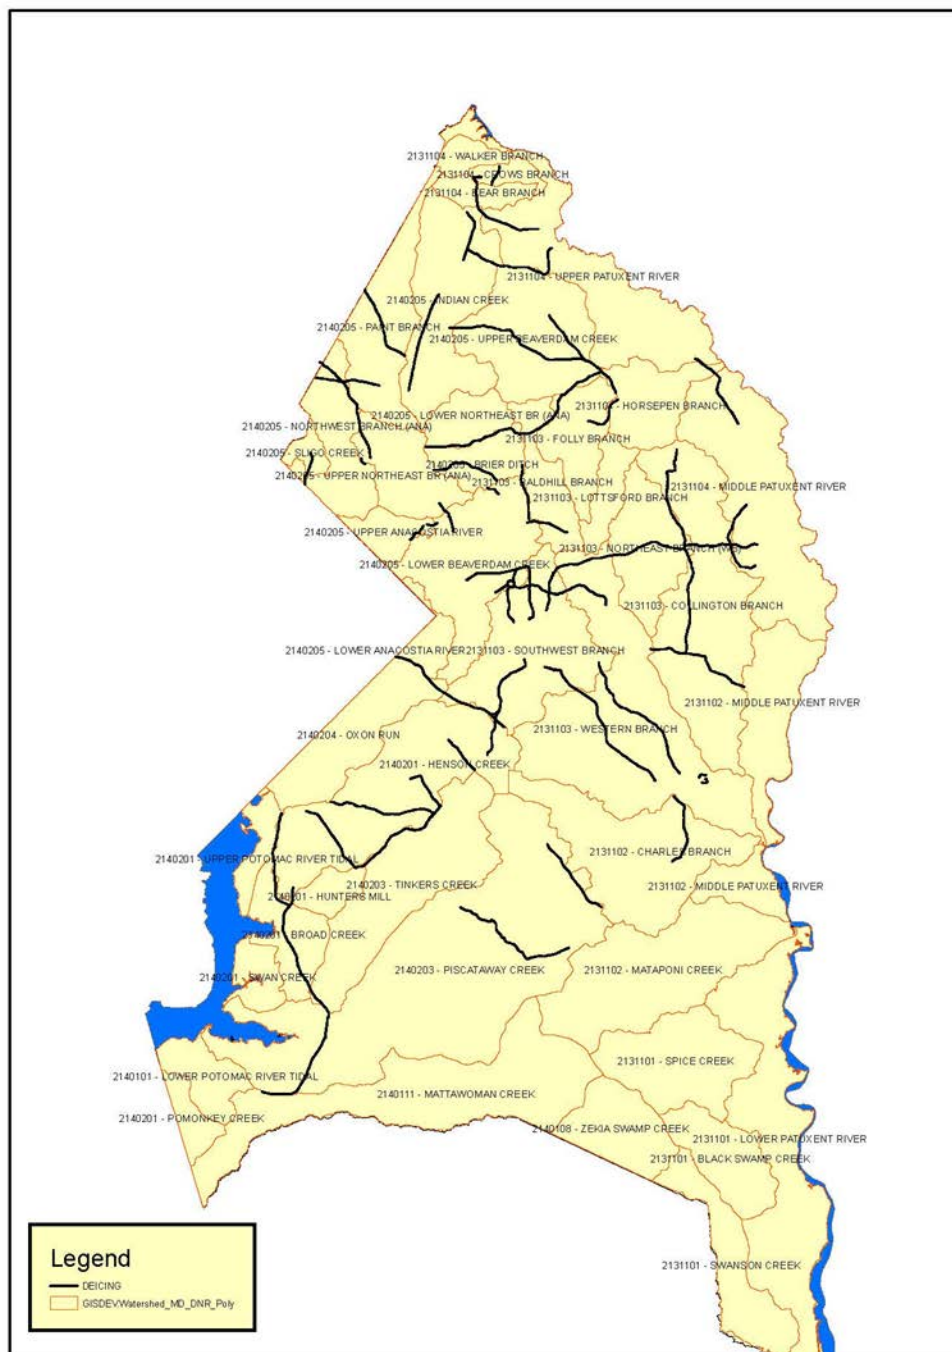 2131104 - WALKER BRANCH
2131104 - CROWS BRANCH
2131104 - BEAR BRANCH
2131104 - UPPER PATUXENT RIVER
2140205 - INDIAN CREEK
2140205 - PAINT BRANCH
2140205 - UPPER BEAVERDAM CREEK
2131103 - HORSEPEN BRANCH
2140205 - LOWER NORTHEAST BR (ANA)
2140205 - NORTHWEST BRANCH (ANA)
2131103 - FOLLY BRANCH
2140205 - SLIGO CREEK
2140205 - BRIER DITCH
2140205 - UPPER NORTHEAST BR (ANA)
2131103 - BALDHILL BRANCH
2131104 - MIDDLE PATUXENT RIVER
2131103 - LOTTSFORD BRANCH
2140205 - UPPER ANACOSTIA RIVER
2131103 - NORTHEAST BRANCH (WB)
2140205 - LOWER BEAVERDAM CREEK
2131103 - COLLINGTON BRANCH
2140205 - LOWER ANACOSTIA RIVER
2131103 - SOUTHWEST BRANCH
2131102 - MIDDLE PATUXENT RIVER
2131103 - WESTERN BRANCH
2140204 - OXON RUN
2140201 - HENSON CREEK
2131102 - CHARLES BRANCH
2140201 - UPPER POTOMAC RIVER TIDAL
2140203 - TINKERS CREEK
2131102 - MIDDLE PATUXENT RIVER
2140201 - HUNTERS MILL
2140201 - BROAD CREEK
2140203 - PISCATAWAY CREEK
2131102 - MATAPONI CREEK
2140201 - SWAN CREEK
2131101 - SPICE CREEK
2140101 - LOWER POTOMAC RIVER TIDAL
2140111 - MATTAWOMAN CREEK
2140201 - POMONKEY CREEK
2140108 - ZEKIA SWAMP CREEK
2131101 - LOWER PATUXENT RIVER
2131101 - BLACK SWAMP CREEK
2131101 - SWANSON CREEK
Legend
DEICING
GISDEV.Watershed_MD_DNR_Poly